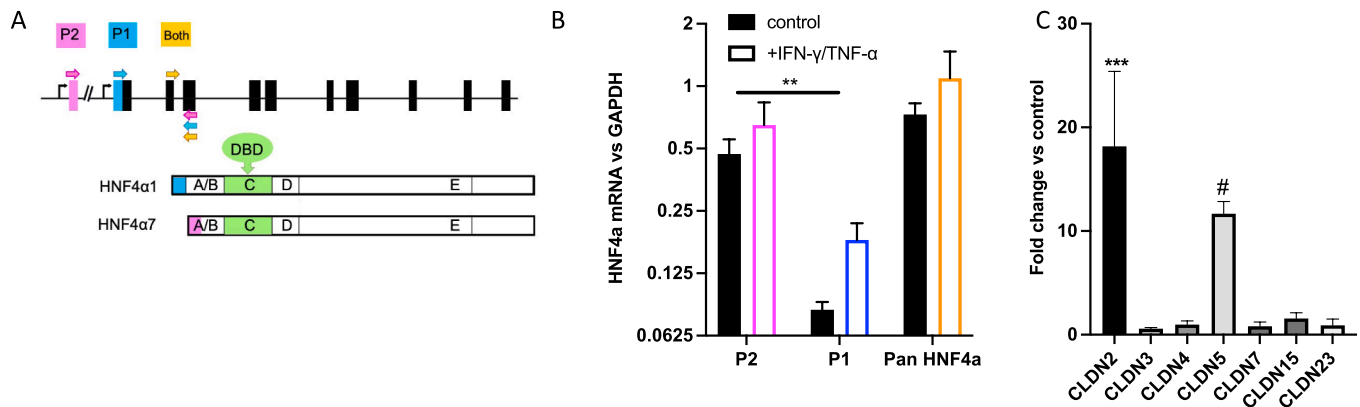 A
P2
P1
Both
//
DBD
HNF4α1
A/B
C
D
E
HNF4α7
A/B
C
D
E
B
control
+IFN-γ/TNF-α
HNF4a mRNA vs GAPDH
2
1
0.5
0.25
0.125
0.0625
**
P2
P1
Pan HNF4a
C
Fold change vs control
30
20
10
0
***
#
CLDN2
CLDN3
CLDN4
CLDN5
CLDN7
CLDN15
CLDN23